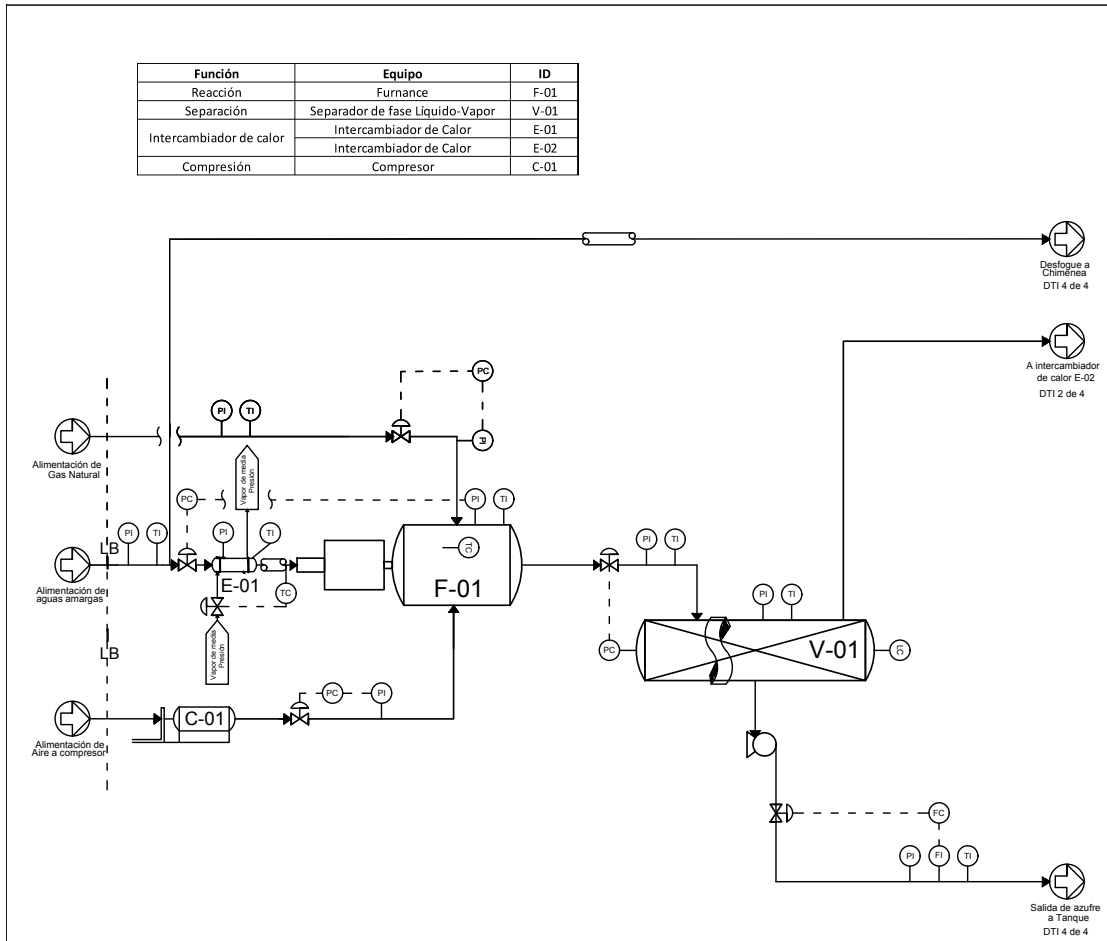 Función Equipo ID
Reacción Furnance F-01
Separación Separador de fase Líquido-Vapor V-01
Intercambiador de calor Intercambiador de Calor E-01
Intercambiador de Calor E-02
Compresión Compresor C-01
Desfogue a
Chimenea
DTI 4 de 4
A intercambiador
de calor E-02
DTI 2 de 4
PC
PI
TI
PI
Alimentación de
Gas Natural
Vapor de media
Presión
PC
PI
TI
PI
TI
PI
TI
TC
PI
TI
LB
E-01
F-01
TC
Alimentación de
aguas amargas
Vapor de media
Presión
PI
TI
LB
PC
V-01
LC
C-01
PC
PI
Alimentación de
Aire a compresor
FC
PI
FI
TI
Salida de azufre
a Tanque
DTI 4 de 4